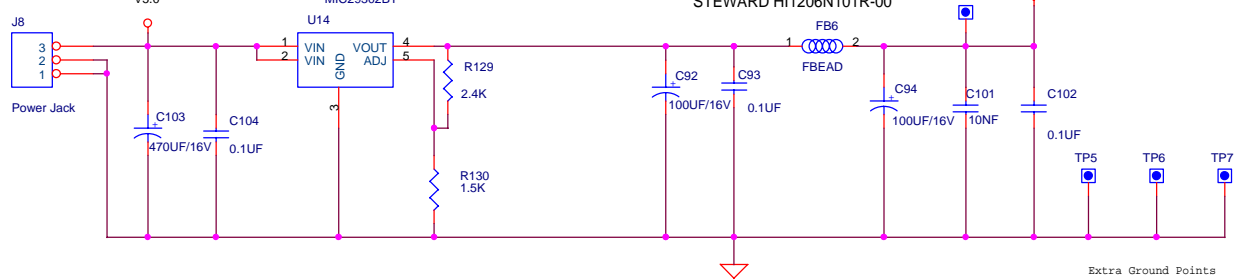 STEWARD HI1206N101R-00
J8
3
2
1
Power Jack
C103
470UF/16V
C104
0.1UF
U14
1
2
VIN
VIN
GND
VOUT
ADJ
4
5
3
R129
2.4K
R130
1.5K
C92
100UF/16V
C93
0.1UF
1
FB6
2
FBEAD
C94
100UF/16V
C101
10NF
C102
0.1UF
TP5
TP6
TP7
Extra Ground Points